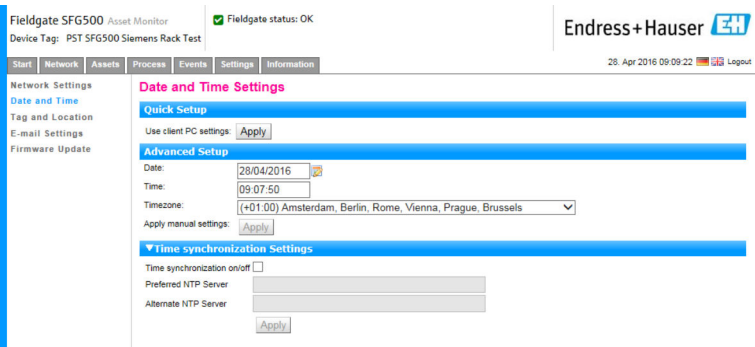 Fieldgate SFG500 Asset Monitor
Device Tag: PST SFG500 Siemens Rack Test
Fieldgate status: OK
Endress+Hauser EH
Start Network Assets Process Events Settings Information
28. Apr 2016 09:09:22 Logout
Network Settings
Date and Time
Tag and Location
E-mail Settings
Firmware Update
Date and Time Settings
Quick Setup
Use client PC settings: Apply
Advanced Setup
Date: 28/04/2016
Time: 09:07:50
Timezone: (+01:00) Amsterdam, Berlin, Rome, Vienna, Prague, Brussels
Apply manual settings: Apply
▼Time synchronization Settings
Time synchronization on/off
Preferred NTP Server
Alternate NTP Server
Apply